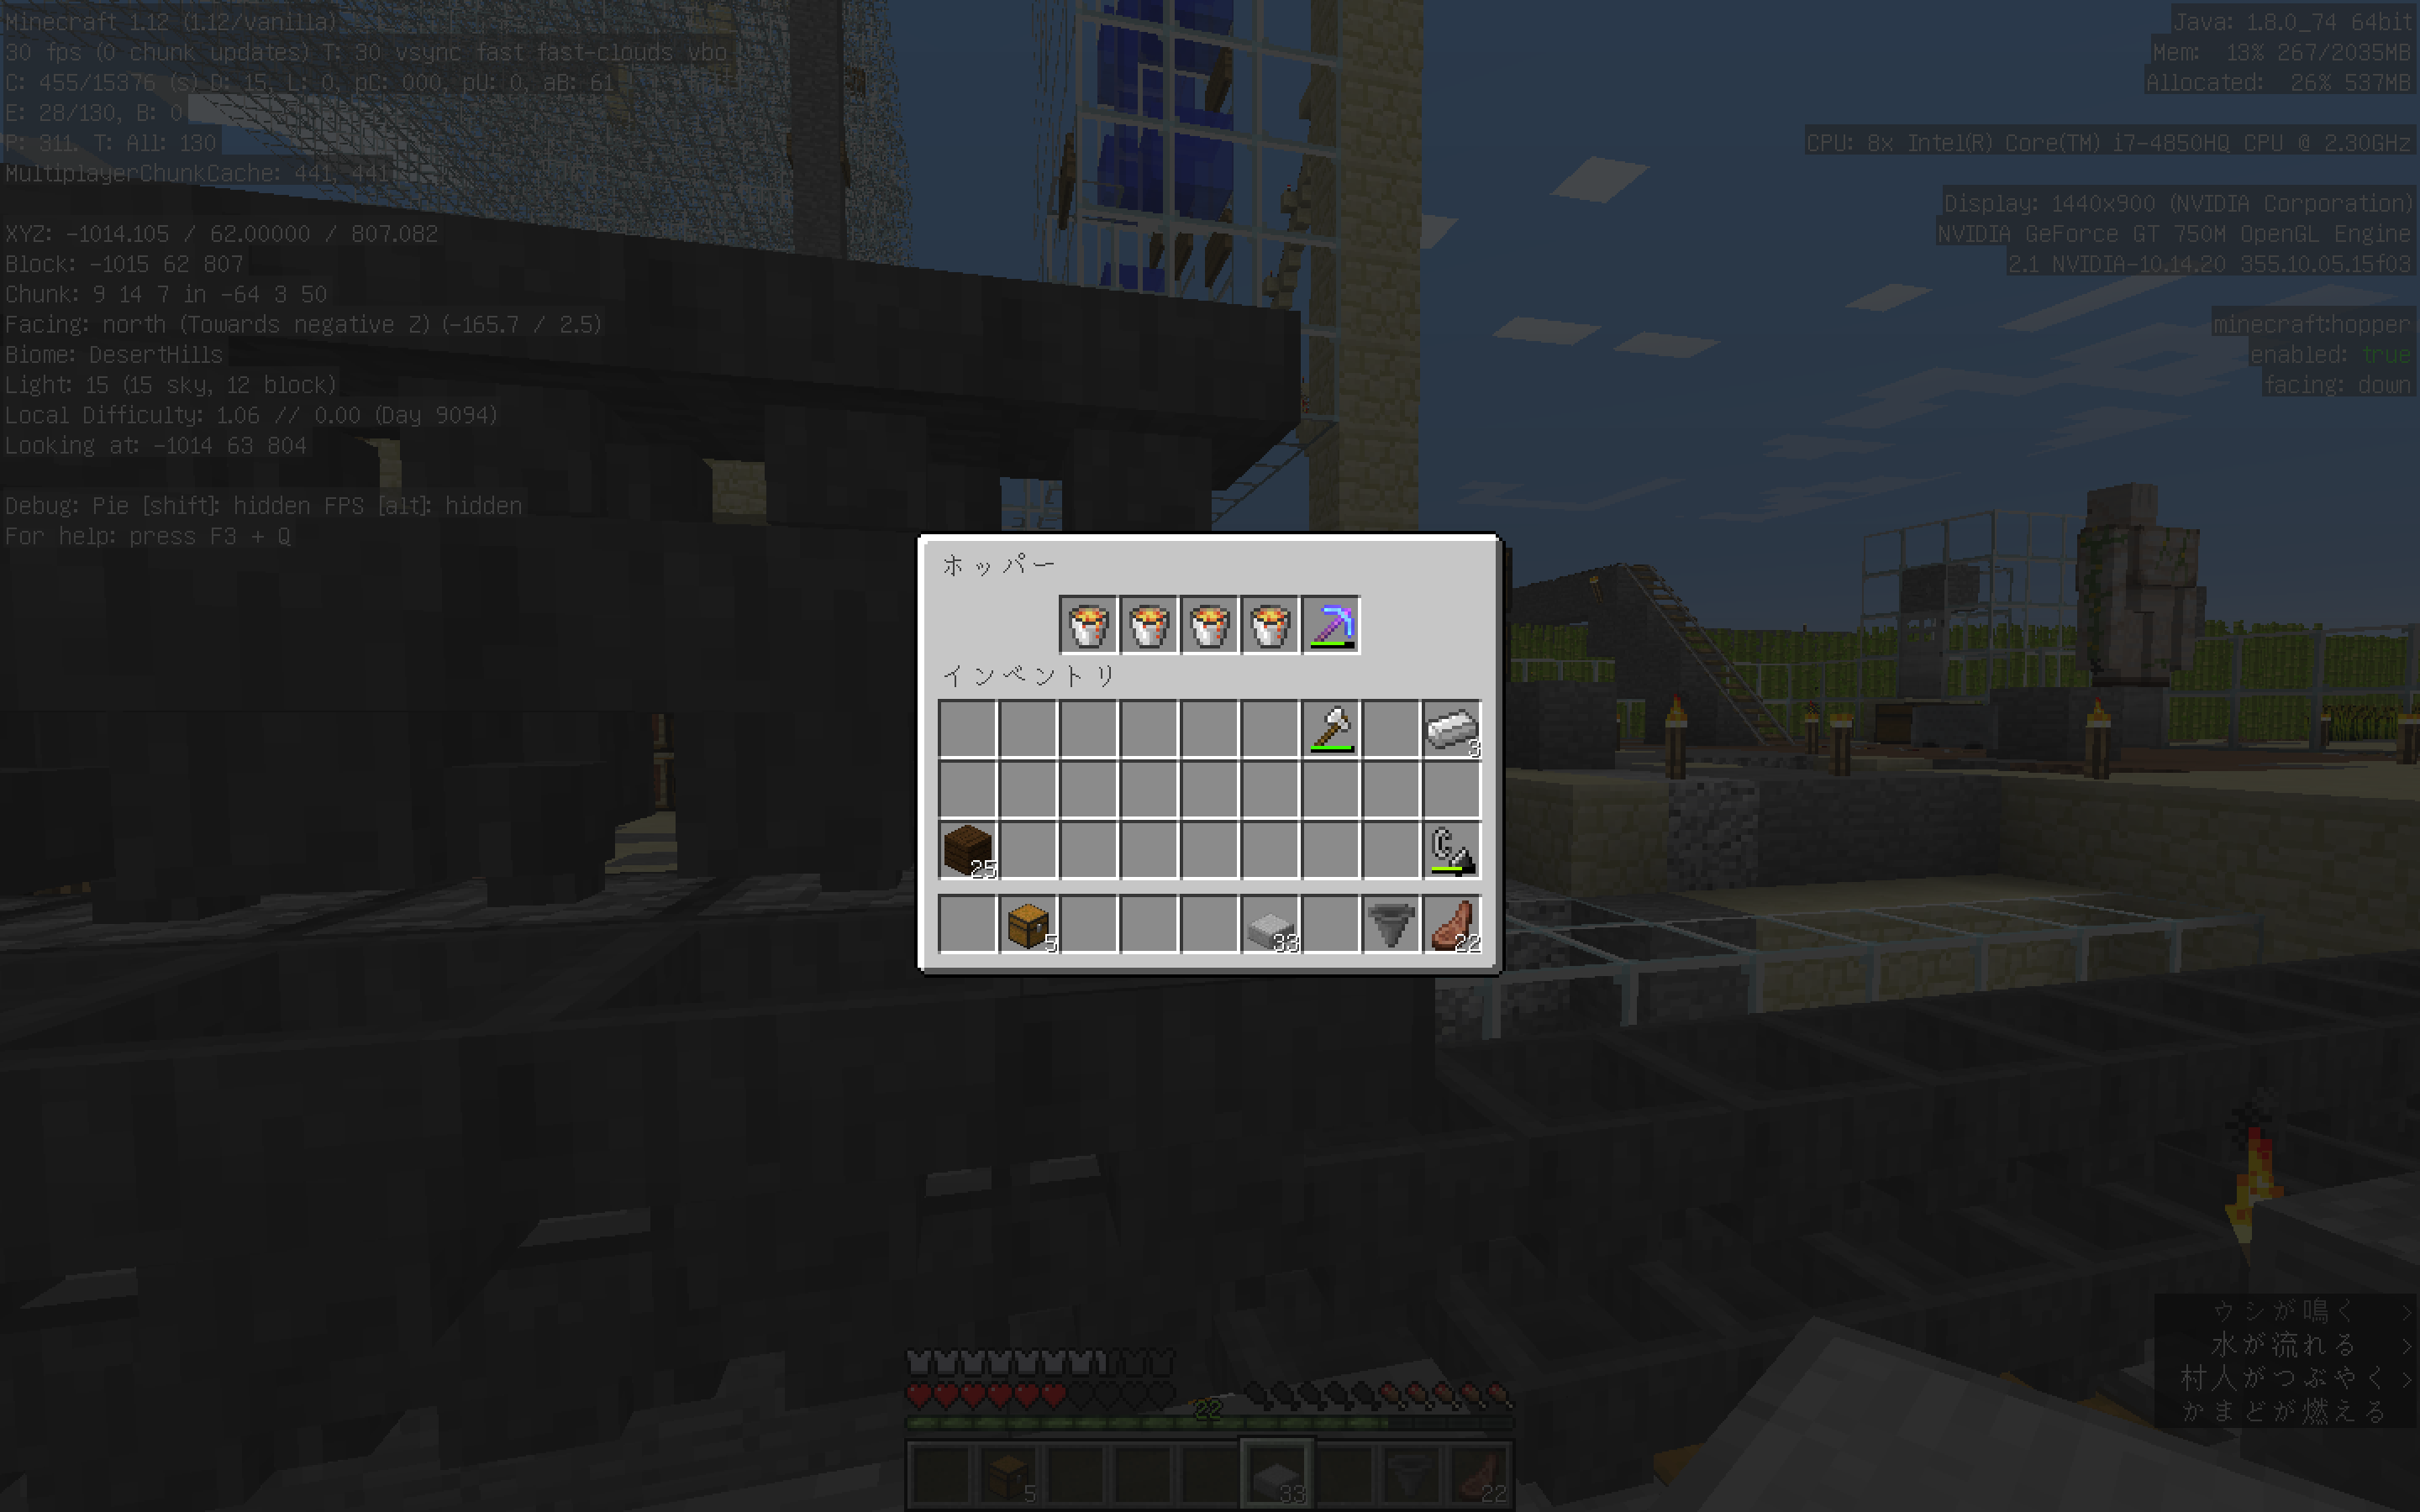 Minecraft 1.12 (1.12/vanilla)
30 fps (0 chunk updates) T: 30 vsync fast fast-clouds vbo
C: 455/15376 (s) D: 15, L: 0, pC: 000, pU: 0, aB: 61
E: 28/130, B: 0
P: 311. T: All: 130
MultiplayerChunkCache: 441, 441
XYZ: -1014.105 / 62.00000 / 807.082
Block: -1015 62 807
Chunk: 9 14 7 in -64 3 50
Facing: north (Towards negative Z) (-165.7 / 2.5)
Biome: DesertHills
Light: 15 (15 sky, 12 block)
Local Difficulty: 1.06 // 0.00 (Day 9094)
Looking at: -1014 63 804
Debug: Pie [shift]: hidden FPS [alt]: hidden
For help: press F3 + Q
Java: 1.8.0_74 64bit
Mem: 13% 267/2035MB
Allocated: 26% 537MB
CPU: 8x Intel(R) Core(TM) i7-4850HQ CPU @ 2.30GHz
Display: 1440x900 (NVIDIA Corporation)
NVIDIA GeForce GT 750M OpenGL Engine
2.1 NVIDIA-10.14.20 355.10.05.15f03
minecraft:hopper
enabled: true
facing: down
ホッパー
インベントリ
3
25
5 33 22
ウシが鳴く >
水が流れる >
村人がつぶやく >
かまどが燃える
22
5 33 22